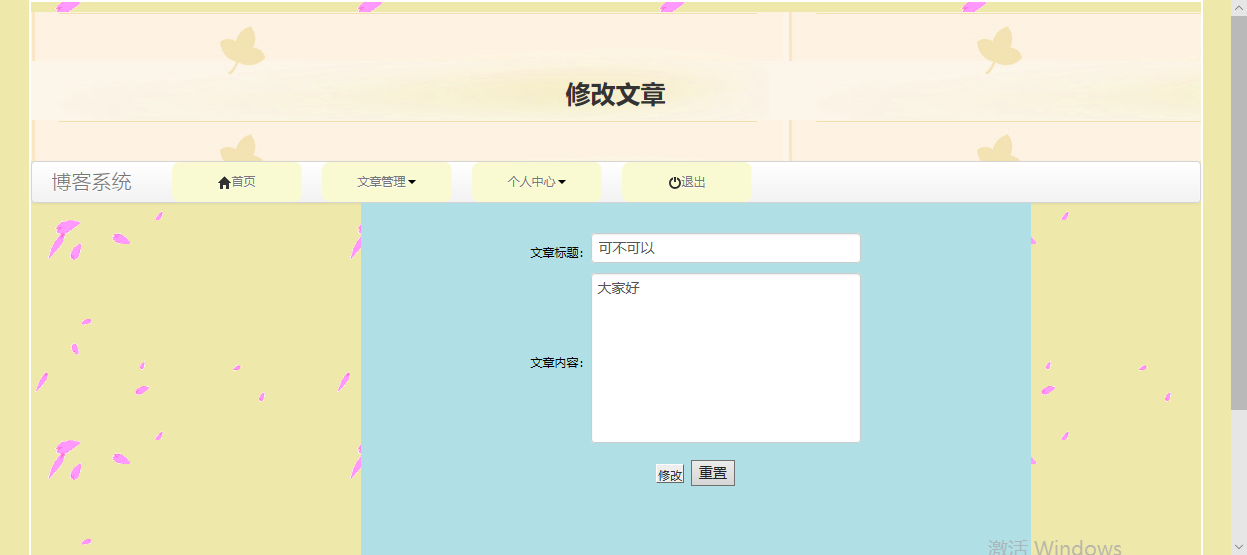 修改文章
博客系统 首页 文章管理 个人中心 退出
文章标题： 可不可以
大家好
文章内容：
修改 重置
激活 Windows